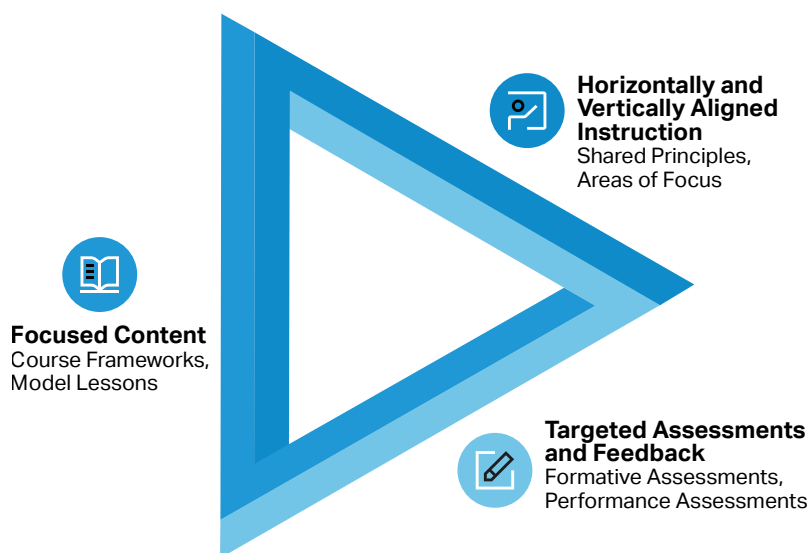 Horizontally and
Vertically Aligned
Instruction
Shared Principles,
Areas of Focus
Focused Content
Course Frameworks,
Model Lessons
Targeted Assessments
and Feedback
Formative Assessments,
Performance Assessments